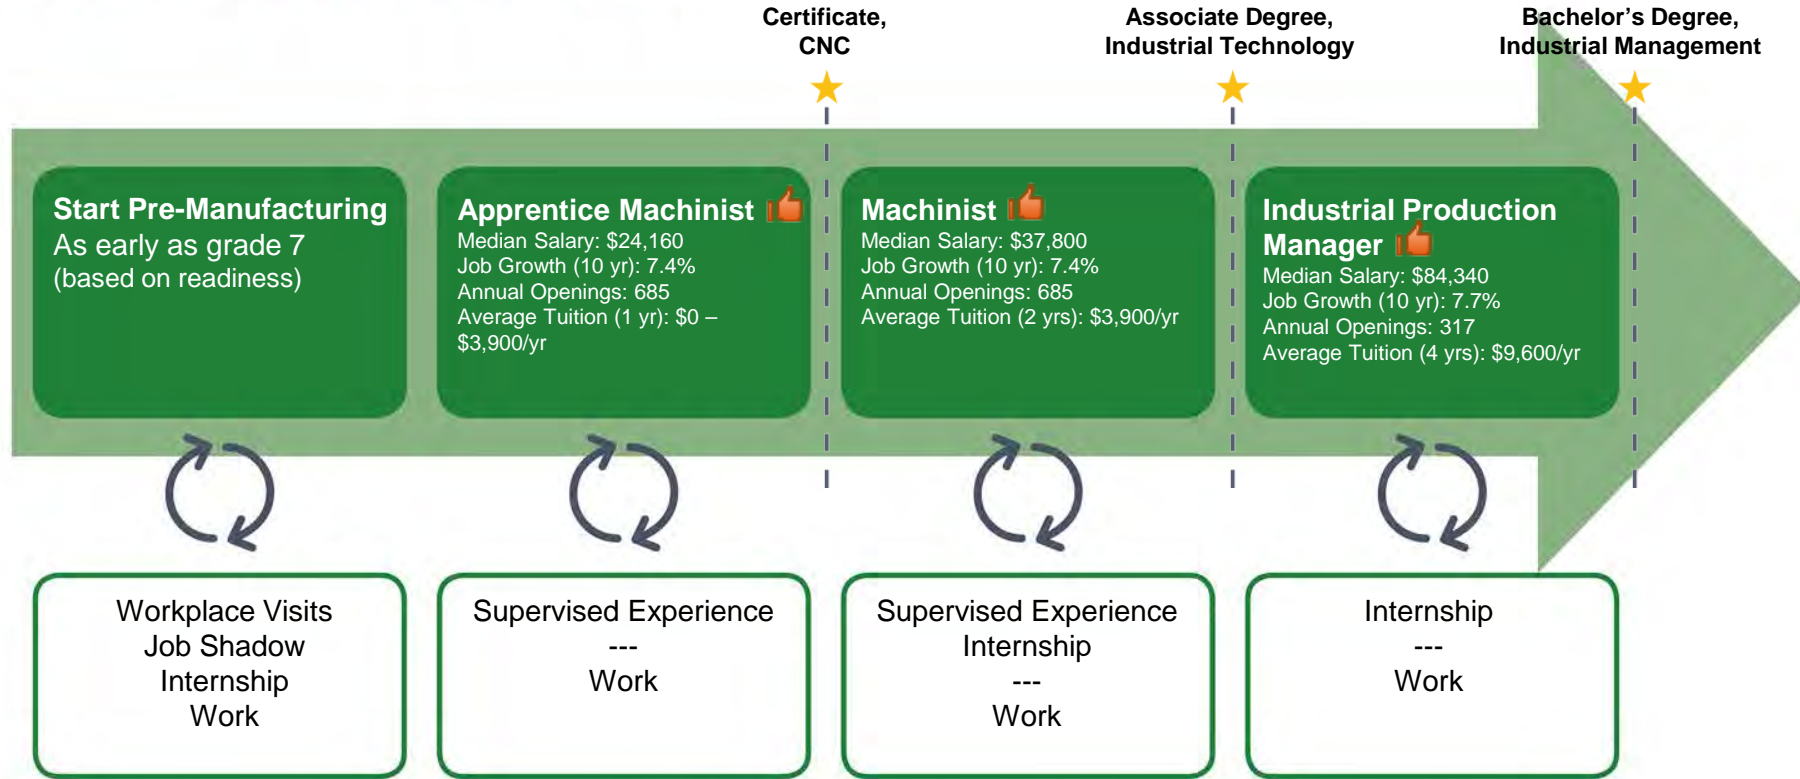 Certificate,
CNC
Associate Degree,
Industrial Technology
Bachelor’s Degree,
Industrial Management
Start Pre-Manufacturing
As early as grade 7
(based on readiness)
Apprentice Machinist
Median Salary: $24,160
Job Growth (10 yr): 7.4%
Annual Openings: 685
Average Tuition (1 yr): $0 –
$3,900/yr
Machinist
Median Salary: $37,800
Job Growth (10 yr): 7.4%
Annual Openings: 685
Average Tuition (2 yrs): $3,900/yr
Industrial Production
Manager
Median Salary: $84,340
Job Growth (10 yr): 7.7%
Annual Openings: 317
Average Tuition (4 yrs): $9,600/yr
Workplace Visits
Job Shadow
Internship
Work
Supervised Experience
---
Work
Supervised Experience
Internship
---
Work
Internship
---
Work